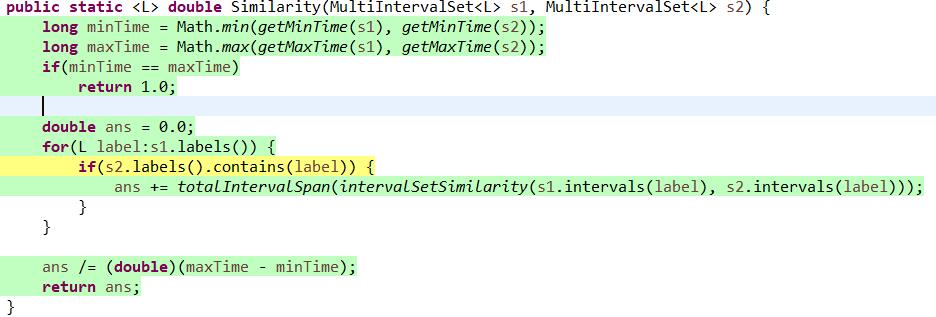 public static <L> double Similarity(MultiIntervalSet<L> s1, MultiIntervalSet<L> s2) {
    long minTime = Math.min(getMinTime(s1), getMinTime(s2));
    long maxTime = Math.max(getMaxTime(s1), getMaxTime(s2));
    if(minTime == maxTime)
        return 1.0;
    double ans = 0.0;
    for(L label:s1.labels()) {
        if(s2.labels().contains(label)) {
            ans += totalIntervalSpan(intervalSetSimilarity(s1.intervals(label), s2.intervals(label)));
        }
    }
    ans /= (double)(maxTime - minTime);
    return ans;
}